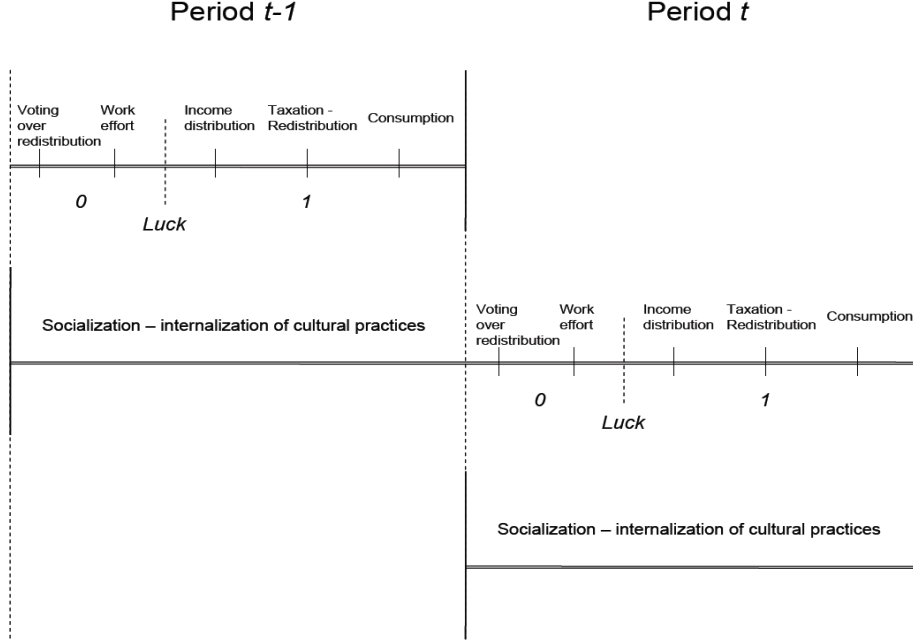 Period t-1
Period t
Voting
over
redistribution
Work
effort
Income
distribution
Taxation -
Redistribution
Consumption
0
1
Luck
Socialization – internalization of cultural practices
Voting
over
redistribution
Work
effort
Income
distribution
Taxation -
Redistribution
Consumption
0
1
Luck
Socialization – internalization of cultural practices